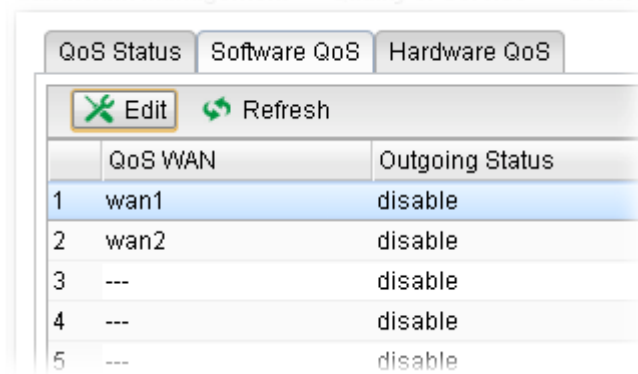 QoS Status Software QoS Hardware QoS
Edit Refresh
QoS WAN Outgoing Status
1 wan1 disable
2 wan2 disable
3 --- disable
4 --- disable
5 --- disable